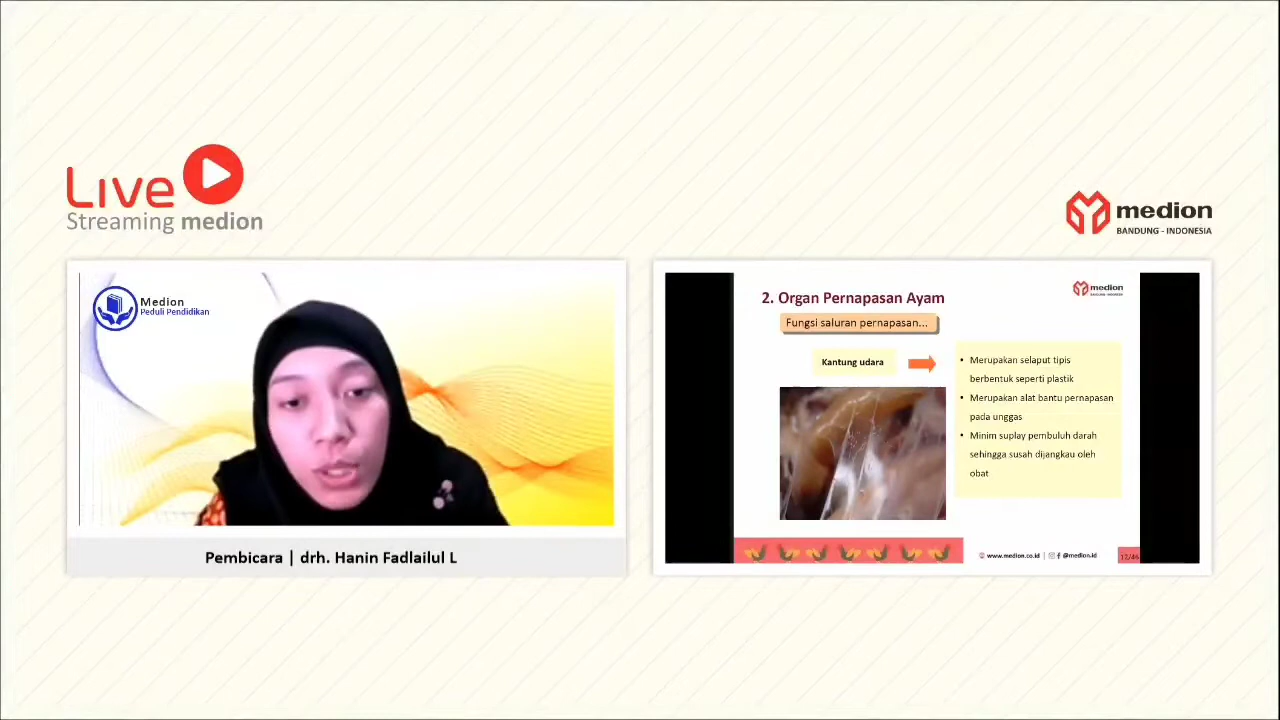 Live
Streaming medion
medion
BANDUNG - INDONESIA
Medion
Peduli Pendidikan
Pembicara | drh. Hanin Fadlailul L
medion
2. Organ Pernapasan Ayam
Fungsi saluran pernapasan...
Kantung udara
• Merupakan selaput tipis
berbentuk seperti plastik
• Merupakan alat bantu pernapasan
pada unggas
• Minim suplay pembuluh darah
sehingga susah dijangkau oleh
obat
www.medion.co.id | @medion.id